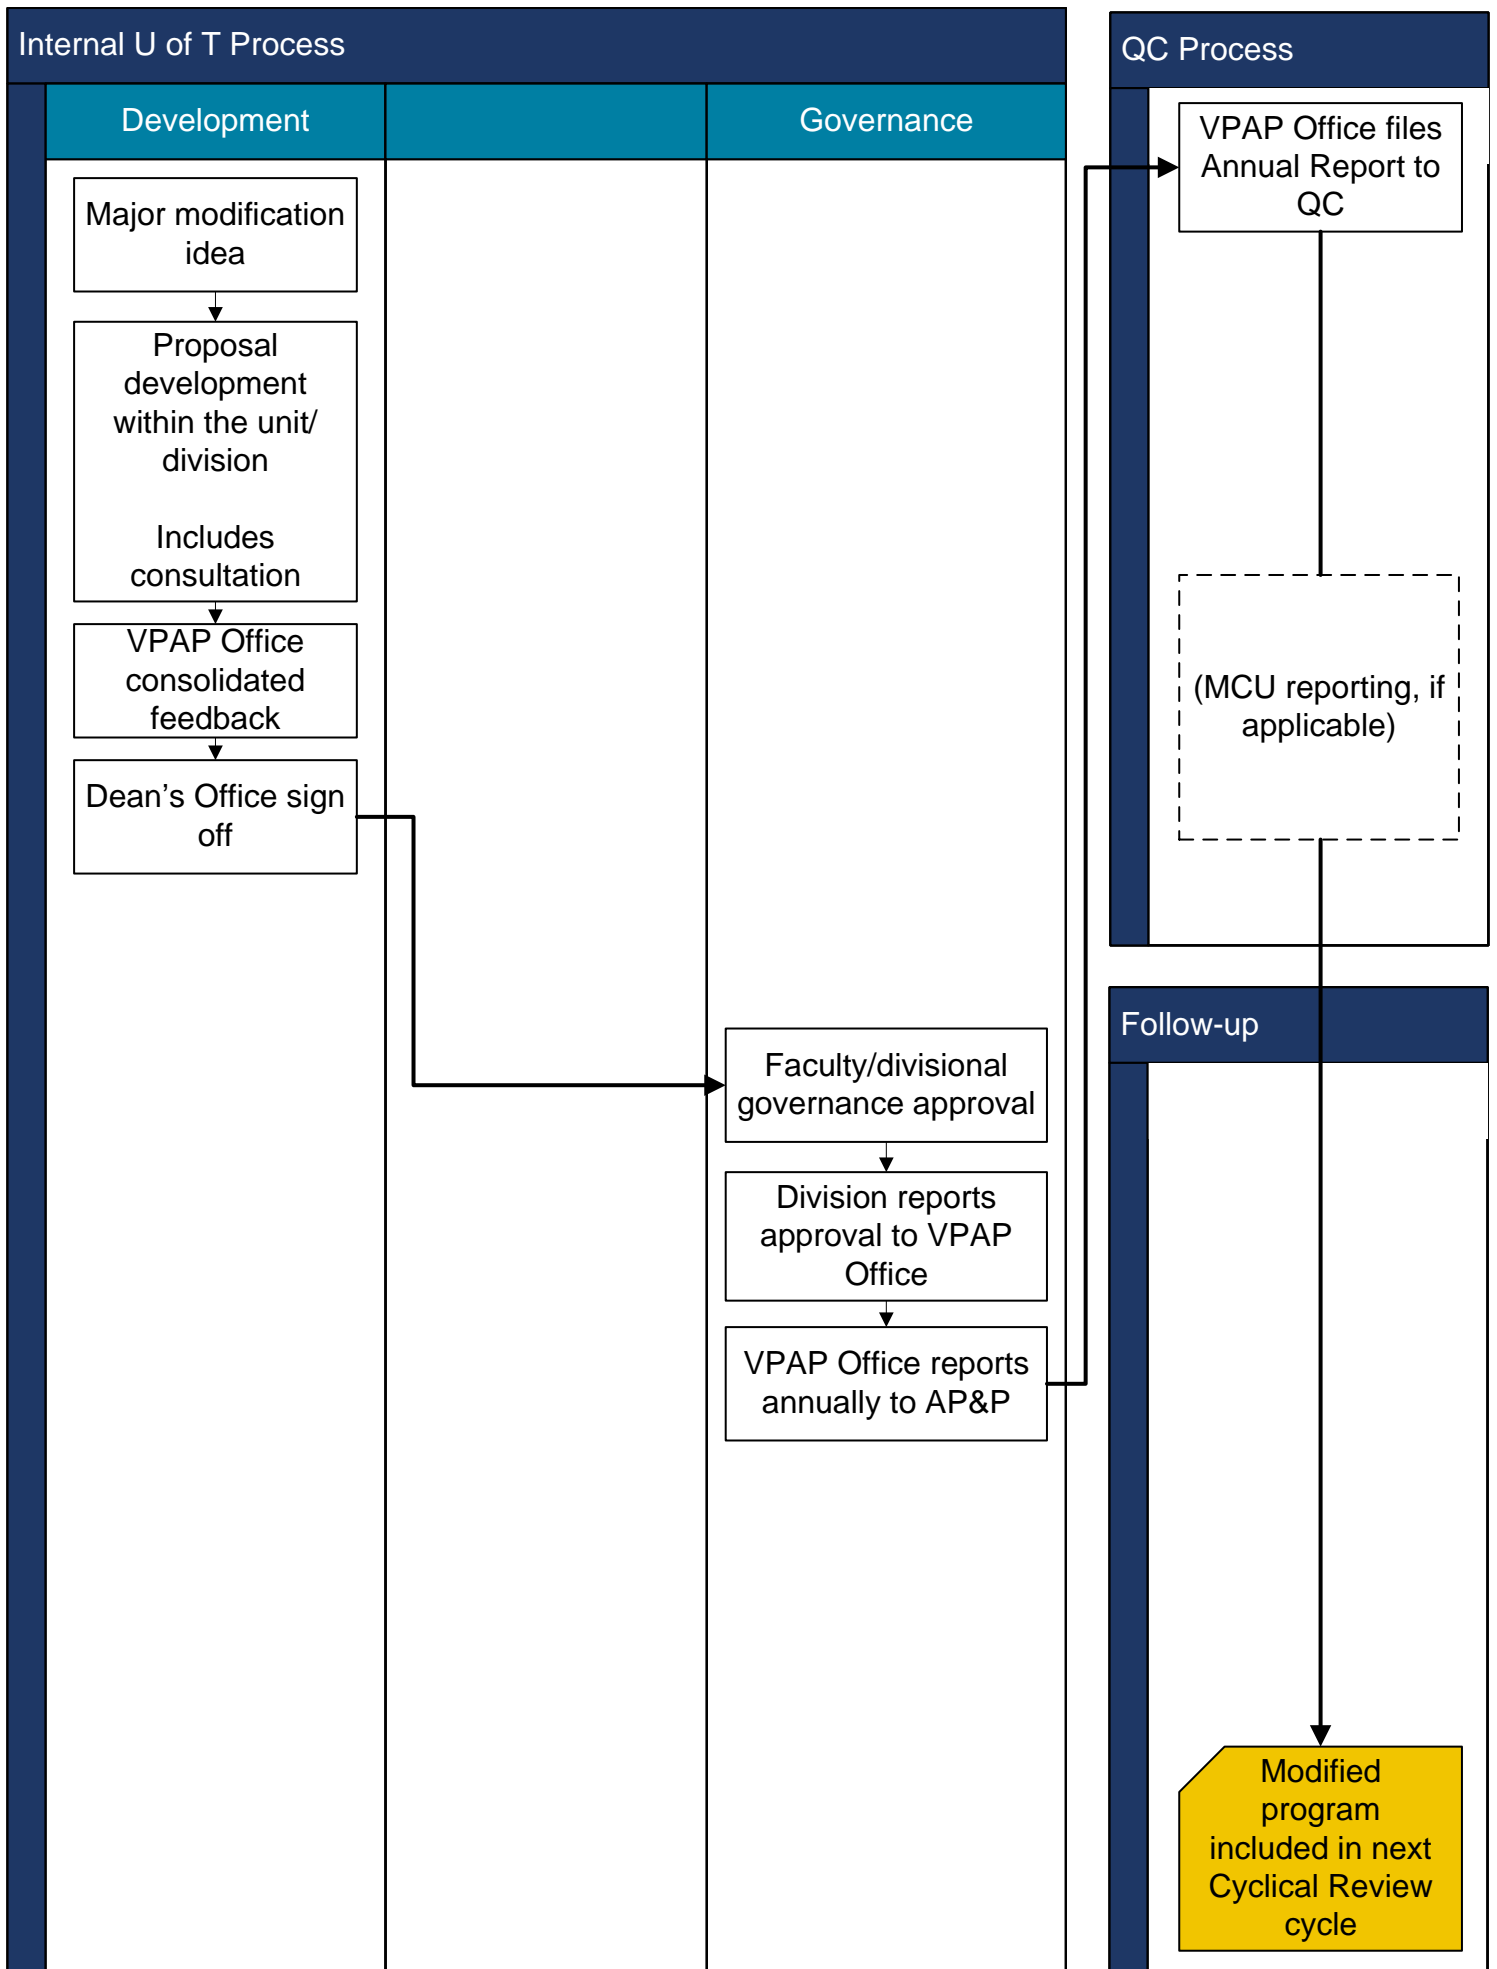 Internal U of T Process
Development
Governance
Major modification
idea
Proposal
development
within the unit/
division
Includes
consultation
VPAP Office
consolidated
feedback
Dean’s Office sign
off
Faculty/divisional
governance approval
Division reports
approval to VPAP
Office
VPAP Office reports
annually to AP&P
QC Process
VPAP Office files
Annual Report to
QC
(MCU reporting, if
applicable)
Follow-up
Modified
program
included in next
Cyclical Review
cycle